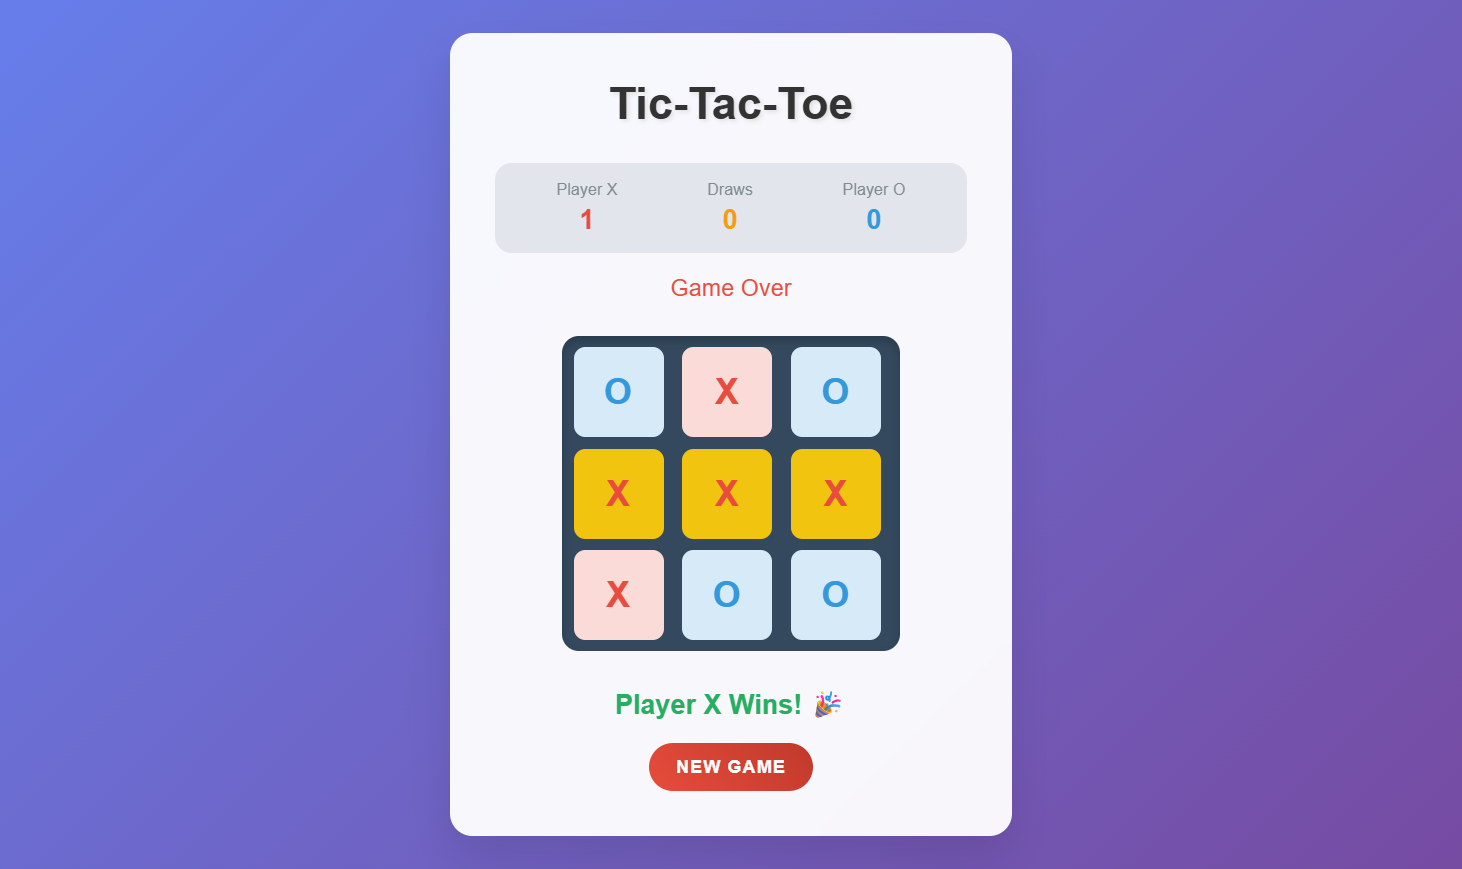 Tic-Tac-Toe
Player X Draws Player O
1 0 0
Game Over
O X O
X X X
X O O
Player X Wins! 🎉
NEW GAME